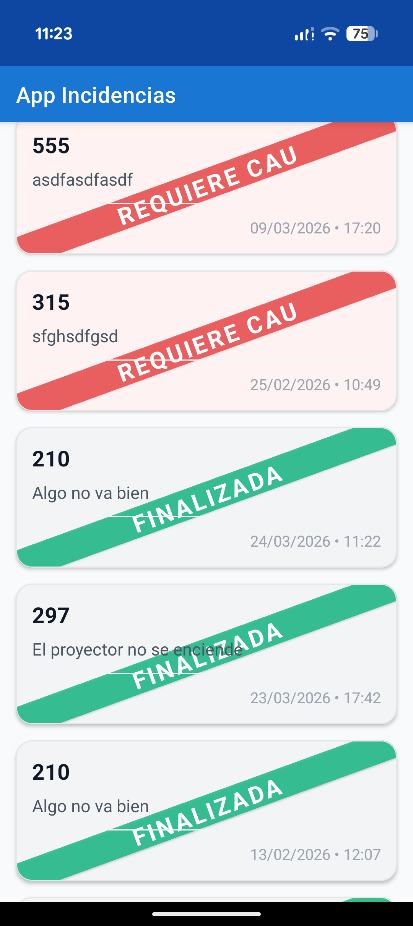 11:23
75
App Incidencias
555
asdfasdfasdf
REQUIERE CAU
09/03/2026 • 17:20
315
sfghsdfgsd
REQUIERE CAU
25/02/2026 • 10:49
210
Algo no va bien
FINALIZADA
24/03/2026 • 11:22
297
El proyector no se enciende
FINALIZADA
23/03/2026 • 17:42
210
Algo no va bien
FINALIZADA
13/02/2026 • 12:07